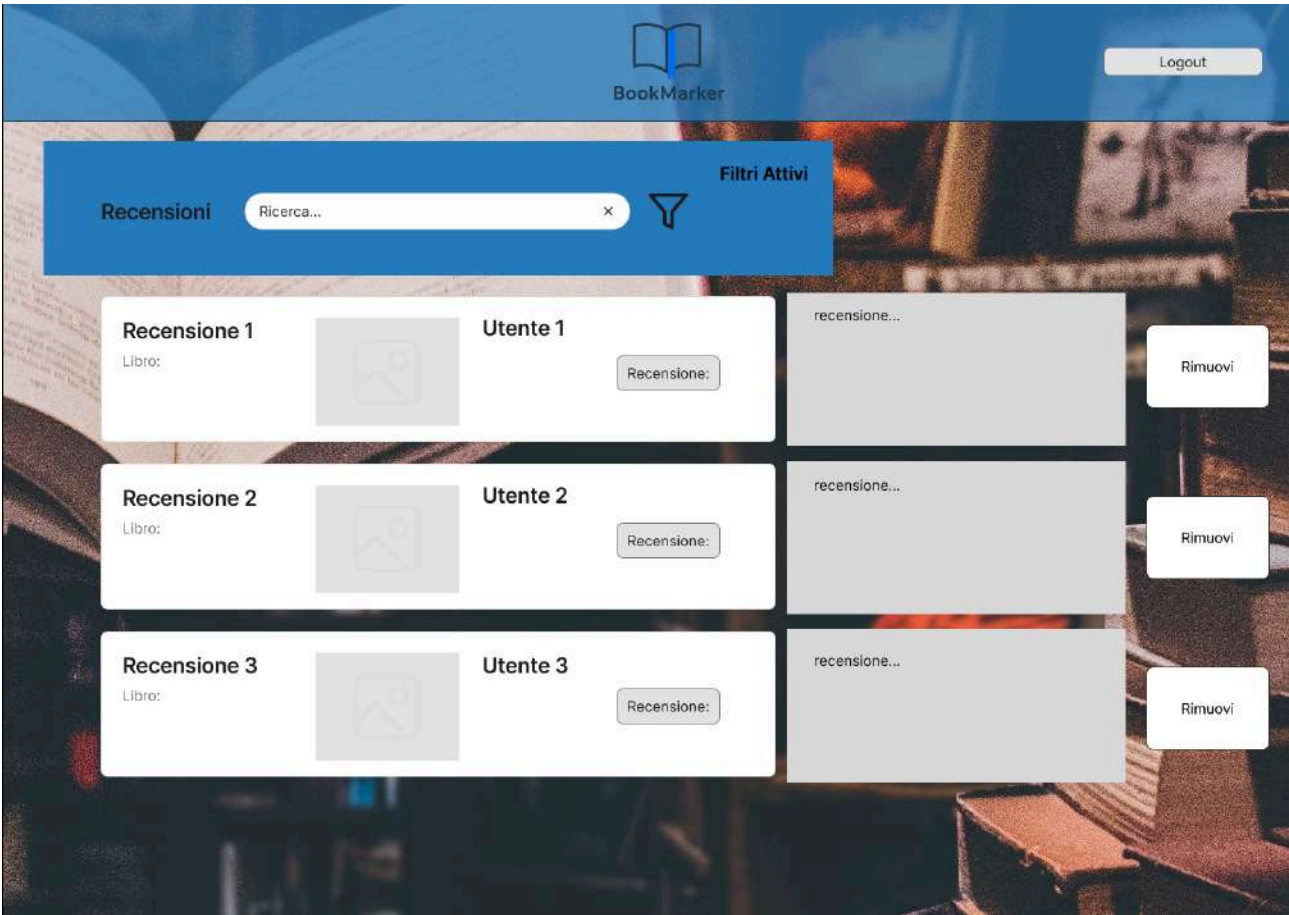 BookMarker
Logout
Filtri Attivi
Recensioni
Ricerca...
Recensione 1
Libro:
Utente 1
Recensione:
recensione...
Rimuovi
Recensione 2
Libro:
Utente 2
Recensione:
recensione...
Rimuovi
Recensione 3
Libro:
Utente 3
Recensione:
recensione...
Rimuovi